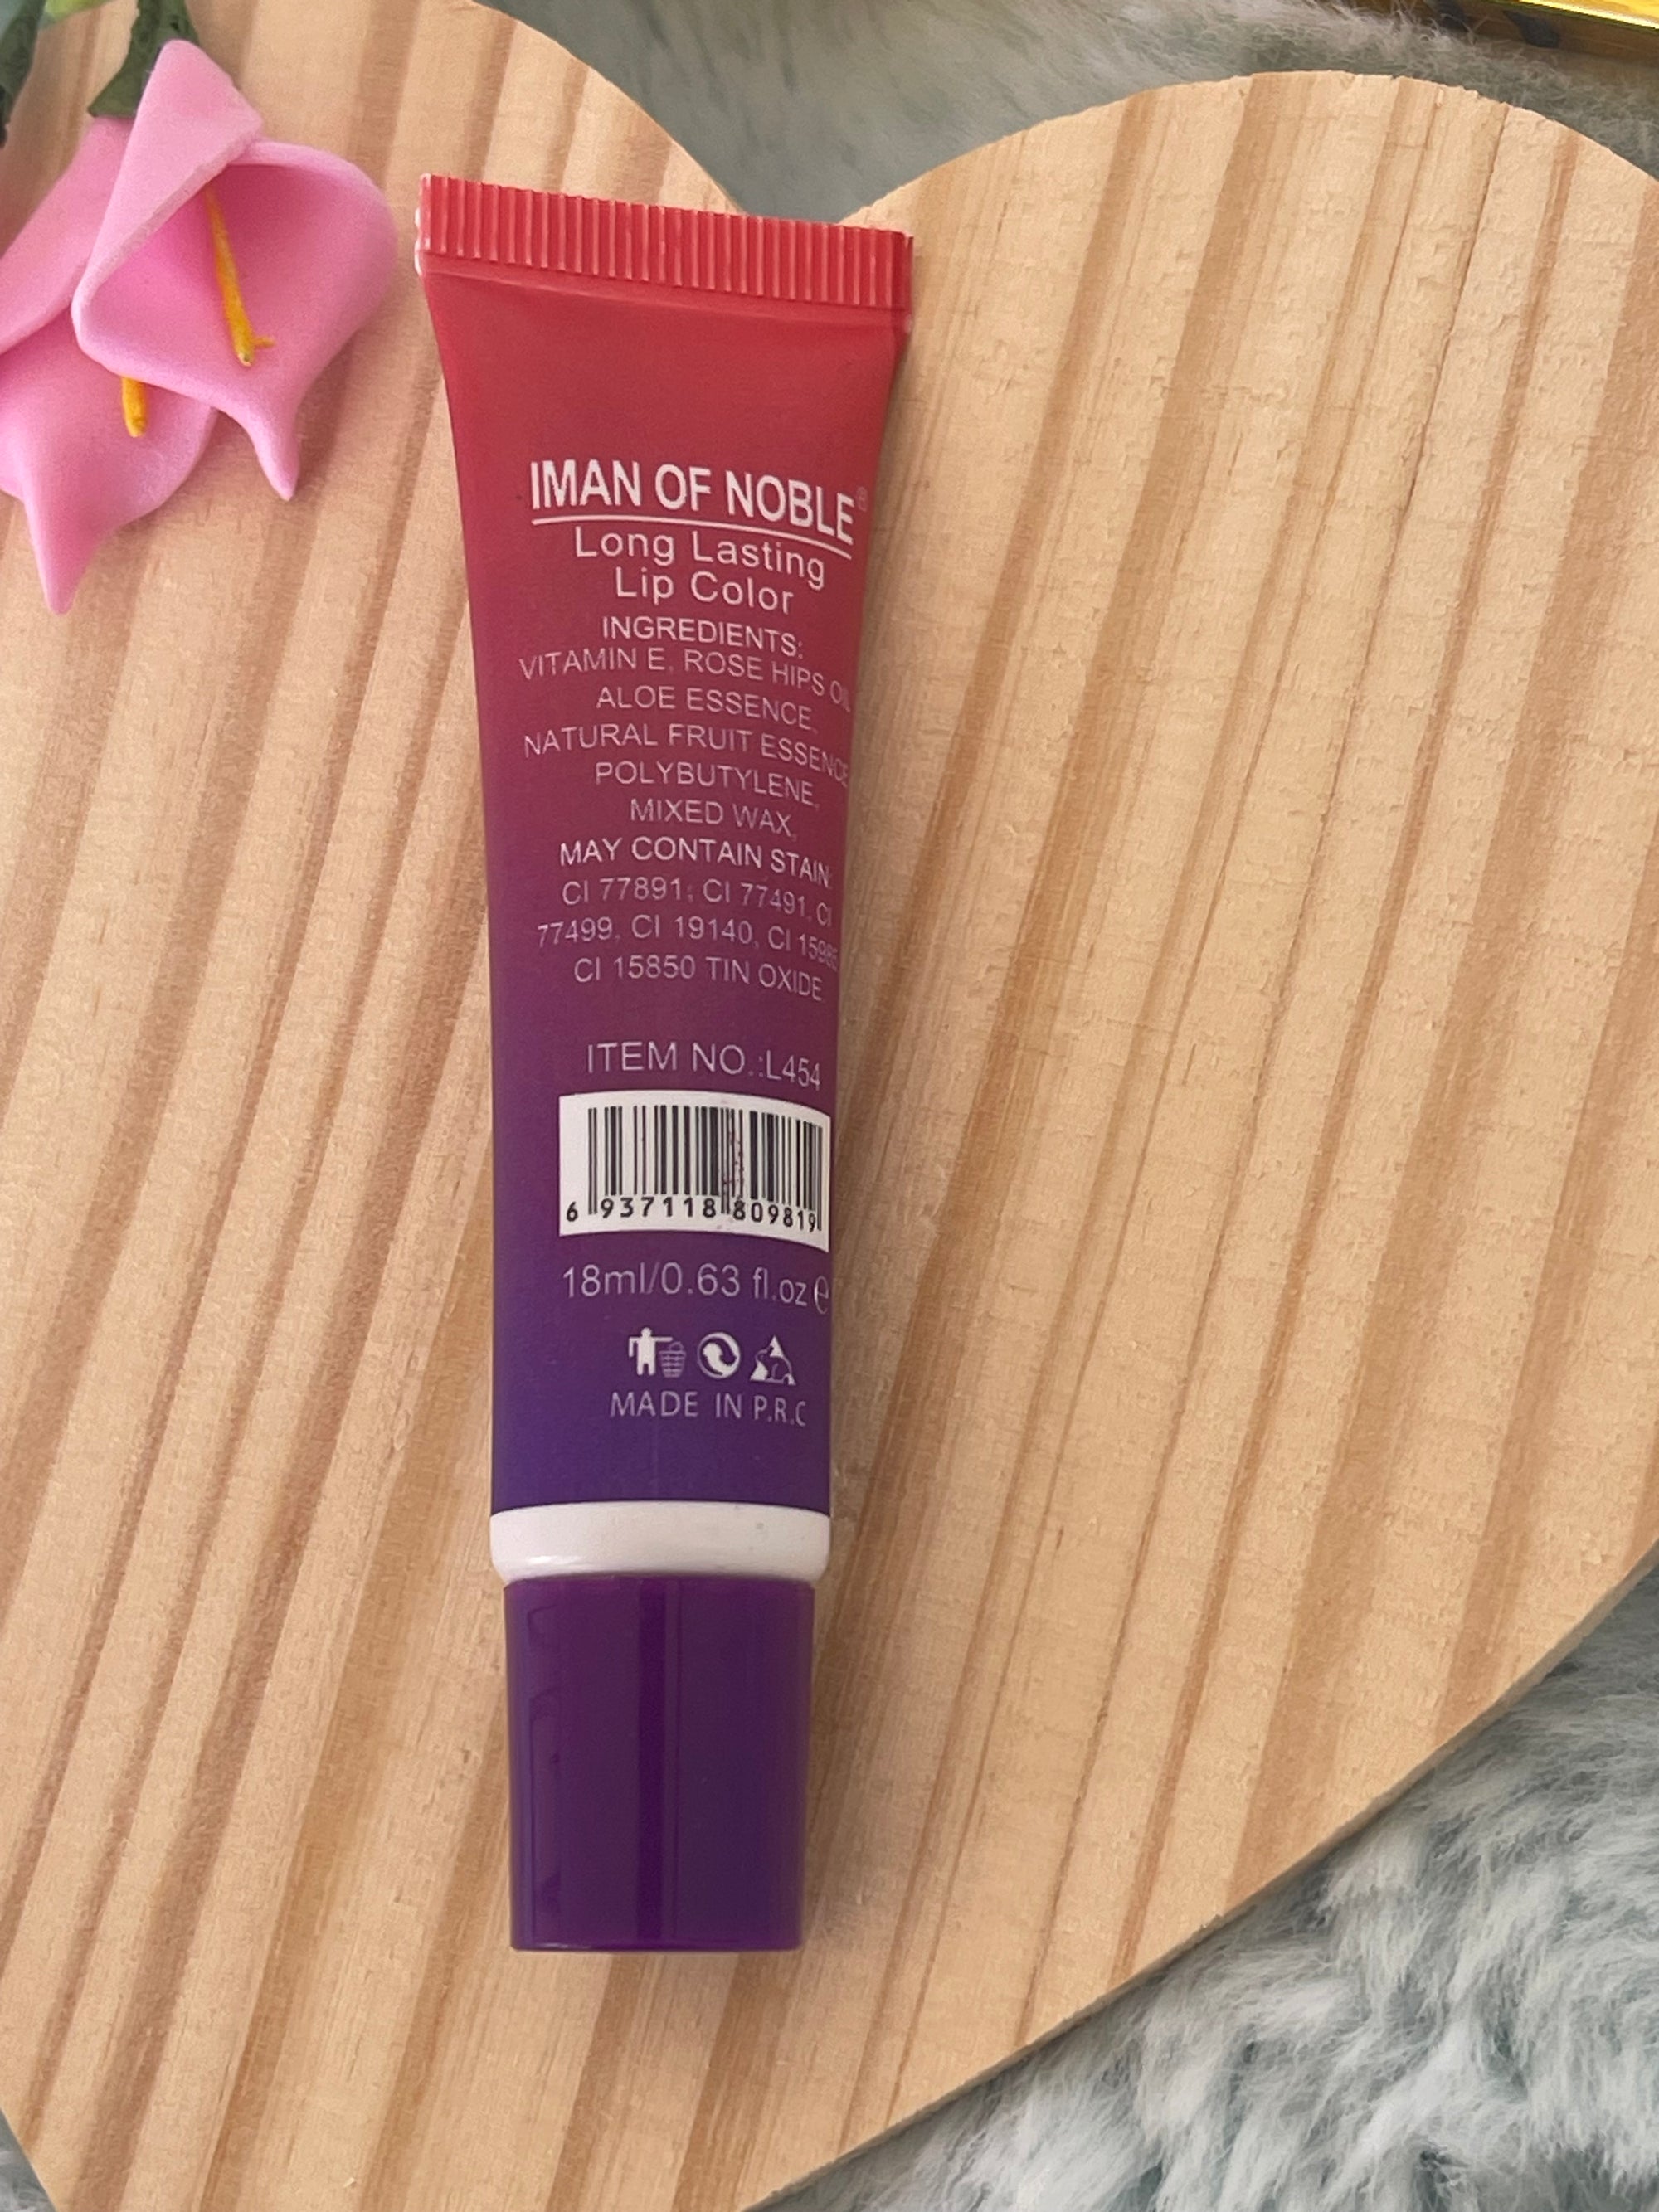 IMAN OF NOBLE®
Long Lasting
Lip Color
INGREDIENTS:
VITAMIN E, ROSE HIPS OIL
ALOE ESSENCE,
NATURAL FRUIT ESSENCE
POLYBUTYLENE,
MIXED WAX,
MAY CONTAIN STAIN:
CI 77891, CI 77491, CI
77499, CI 19140, CI 15985
CI 15850 TIN OXIDE
ITEM NO.:L454
6 937118 809819
18ml/0.63 fl.oz e
MADE IN P.R.C